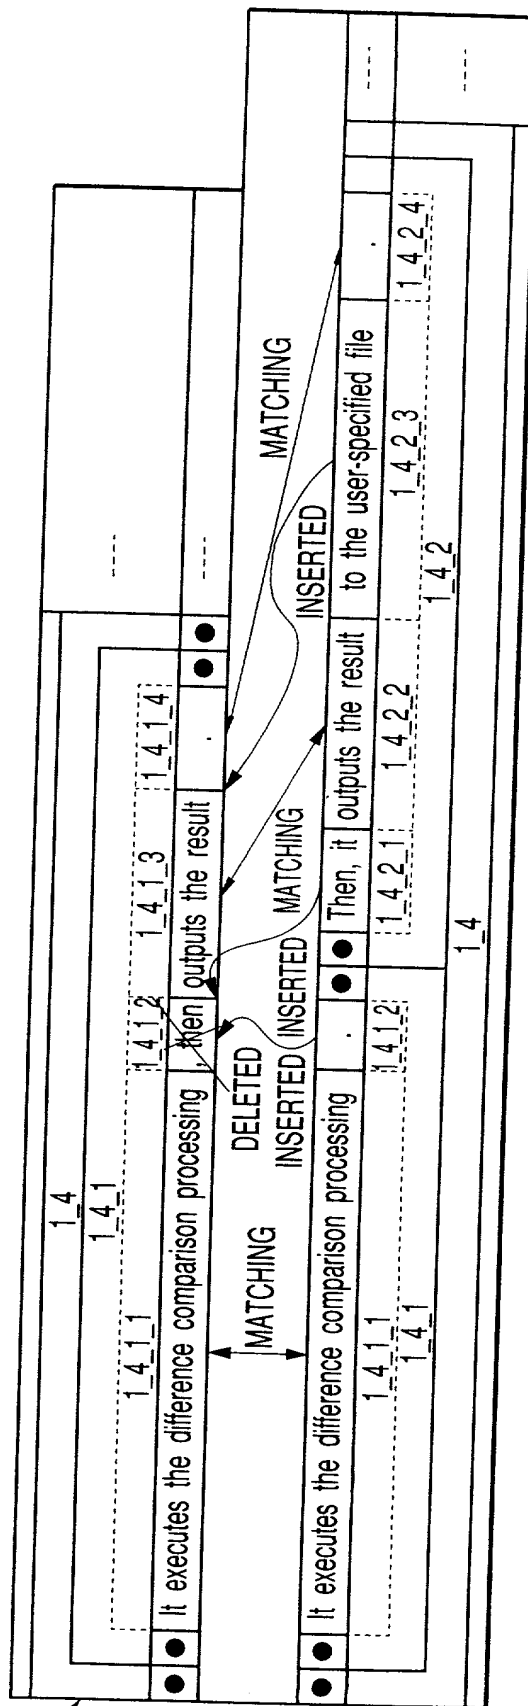 1_4
1_4_1
1_4_1_1 1_4_1_2 1_4_1_3 1_4_1_4
It executes the difference comparison processing , then outputs the result .
DELETED
MATCHING INSERTED INSERTED MATCHING INSERTED MATCHING
It executes the difference comparison processing . Then, it outputs the result to the user-specified file .
1_4_1_1 1_4_1_2 1_4_2_1 1_4_2_2 1_4_2_3 1_4_2_4
1_4_1 1_4_2
1_4